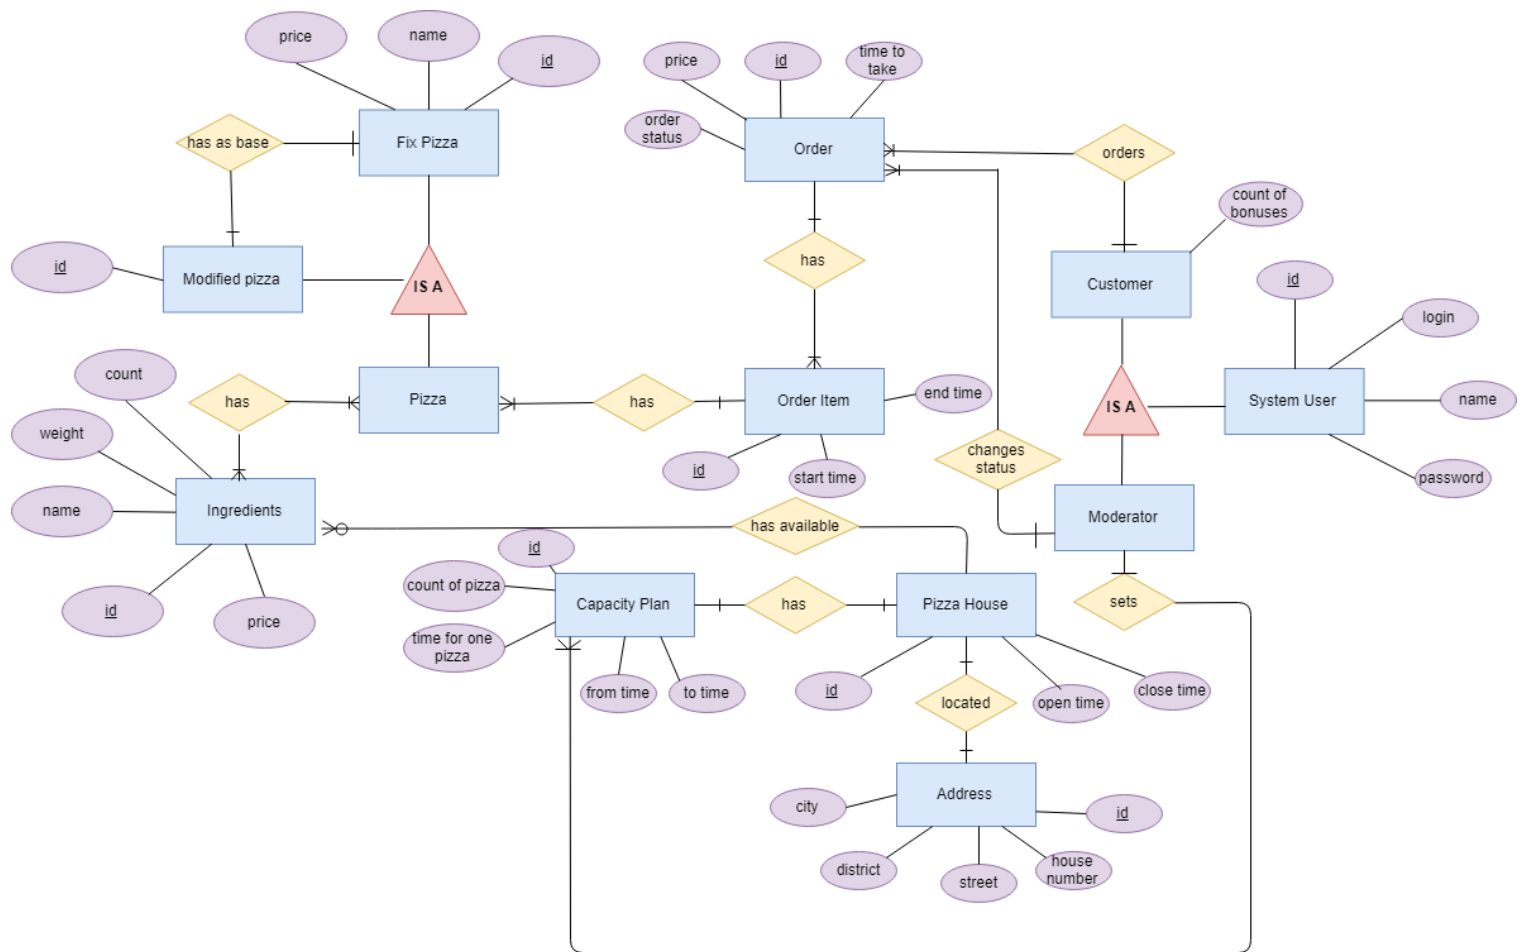 price
name
id
Fix Pizza
has as base
Modified pizza
id
IS A
Pizza
has
count
weight
name
Ingredients
id
price
price
id
time to
take
order
status
Order
orders
has
count of
bonuses
Customer
id
login
System User
name
password
IS A
has
Order Item
end time
id
start time
changes
status
Moderator
has available
id
count of pizza
time for one
pizza
Capacity Plan
from time
to time
has
Pizza House
sets
id
open time
close time
located
Address
city
id
district
street
house
number